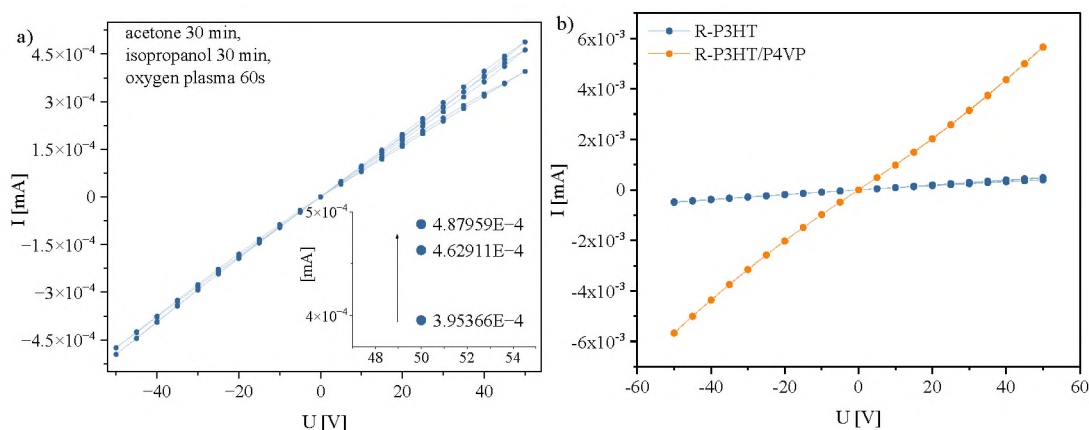 a)
acetone 30 min,
isopropanol 30 min,
oxygen plasma 60s
I [mA]
4.5×10⁻⁴
3×10⁻⁴
1.5×10⁻⁴
0
-1.5×10⁻⁴
-3×10⁻⁴
-4.5×10⁻⁴
−40 −20 0 20 40
U [V]
[mA]
5×10⁻⁴
4×10⁻⁴
4.87959E−4
4.62911E−4
3.95366E−4
48 50 52 54
b)
R-P3HT
R-P3HT/P4VP
I [mA]
6x10⁻³
4x10⁻³
2x10⁻³
0
-2x10⁻³
-4x10⁻³
-6x10⁻³
-60 -40 -20 0 20 40 60
U [V]